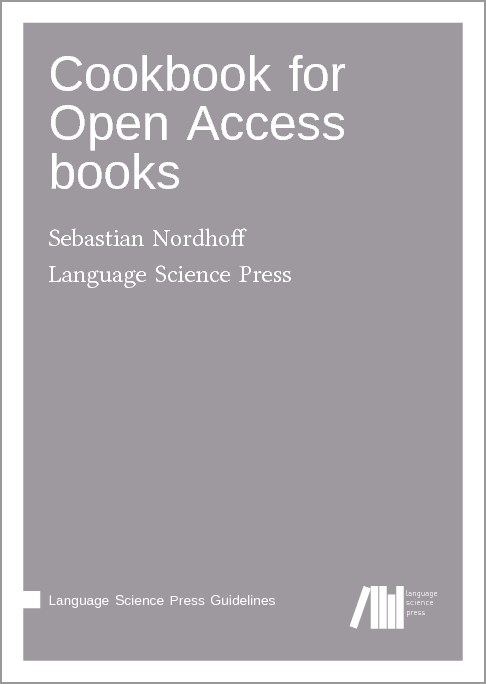 Cookbook for
Open Access
books
Sebastian Nordhoff
Language Science Press
Language Science Press Guidelines
language
science
press